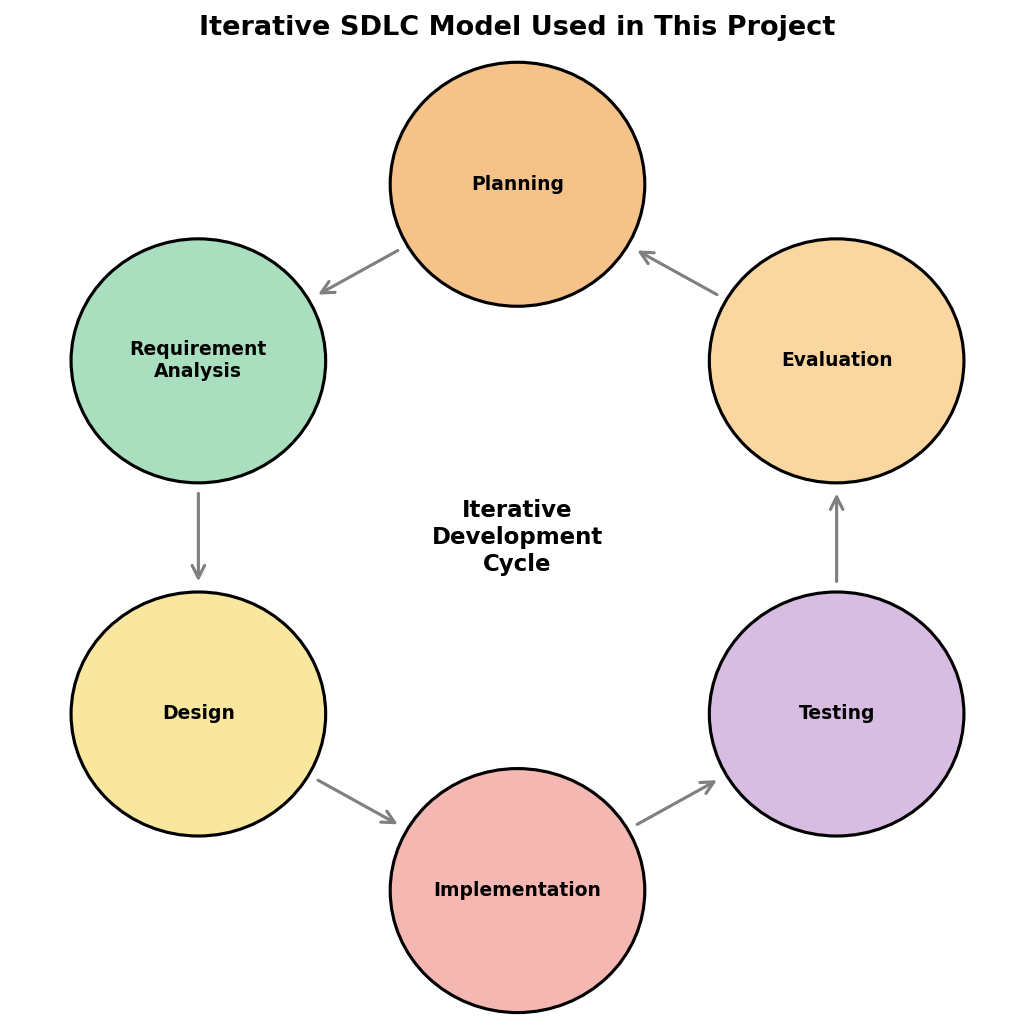 Iterative SDLC Model Used in This Project
Planning
Requirement
Analysis
Evaluation
Iterative
Development
Cycle
Design
Testing
Implementation